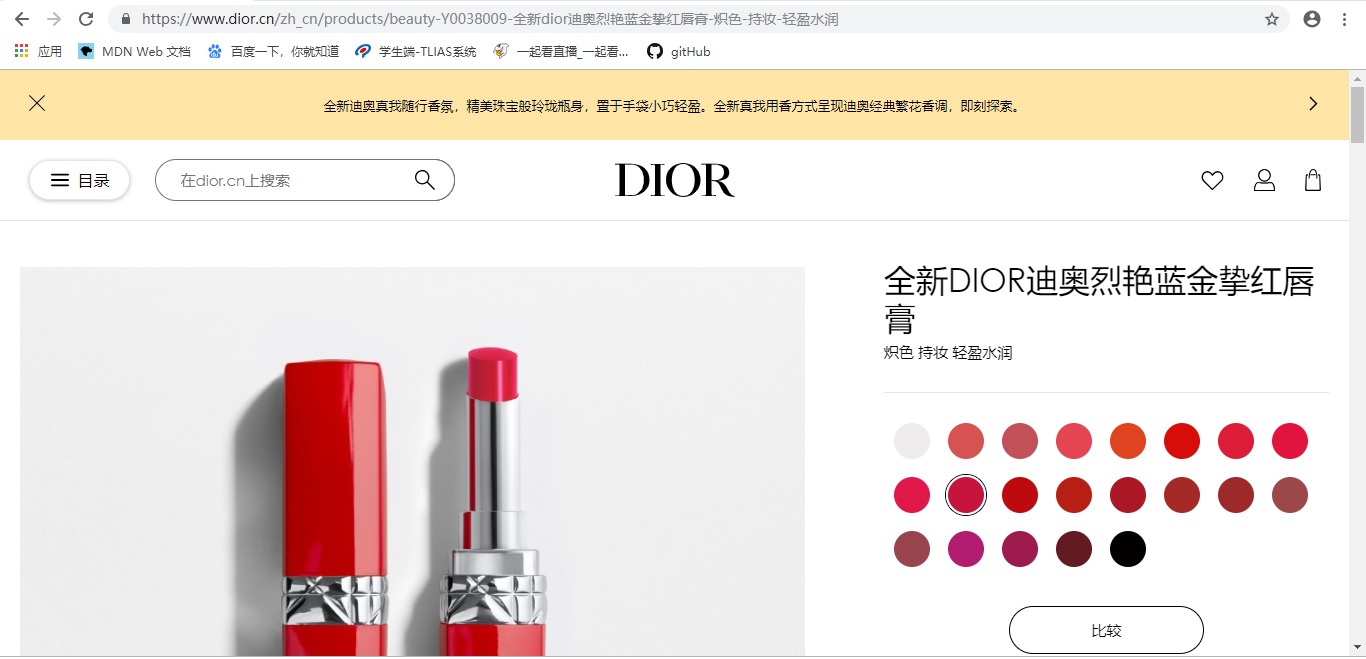 https://www.dior.cn/zh_cn/products/beauty-Y0038009-全新dior迪奥烈艳蓝金挚红唇膏-炽色-持妆-轻盈水润
应用 MDN Web 文档 百度一下，你就知道 学生端-TLIAS系统 一起看直播_一起看... gitHub
全新迪奥真我随行香氛，精美珠宝般玲珑瓶身，置于手袋小巧轻盈。全新真我用香方式呈现迪奥经典繁花香调，即刻探索。
目录 在dior.cn上搜索 DIOR
全新DIOR迪奥烈艳蓝金挚红唇
膏
炽色 持妆 轻盈水润
比较